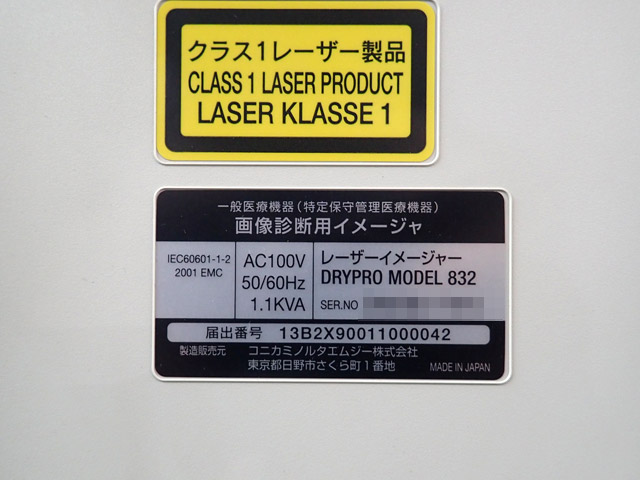 クラス1レーザー製品
CLASS 1 LASER PRODUCT
LASER KLASSE 1
一般医療機器(特定保守管理医療機器)
画像診断用イメージャ
IEC60601-1-2
2001 EMC
AC100V
50/60Hz
1.1KVA
レーザーイメージャー
DRYPRO MODEL 832
SER.NO
届出番号 13B2X90011000042
製造販売元 コニカミノルタエムジー株式会社
東京都日野市さくら町1番地
MADE IN JAPAN